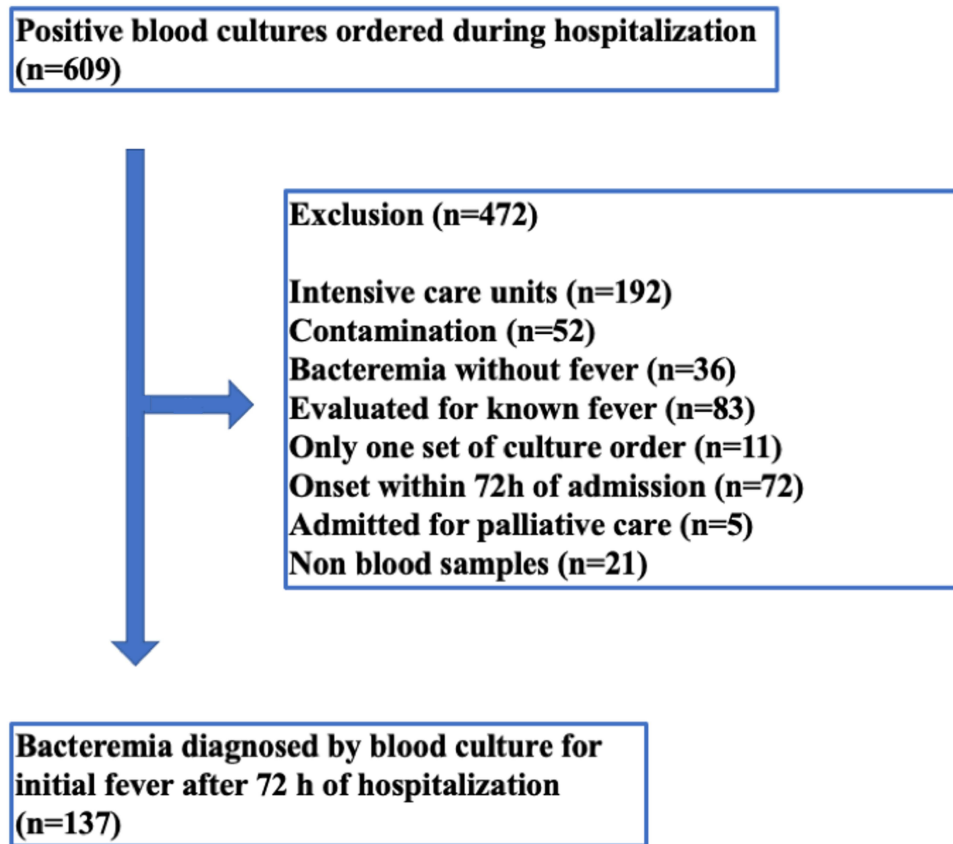 Positive blood cultures ordered during hospitalization
(n=609)
Exclusion (n=472)
Intensive care units (n=192)
Contamination (n=52)
Bacteremia without fever (n=36)
Evaluated for known fever (n=83)
Only one set of culture order (n=11)
Onset within 72h of admission (n=72)
Admitted for palliative care (n=5)
Non blood samples (n=21)
Bacteremia diagnosed by blood culture for
initial fever after 72 h of hospitalization
(n=137)